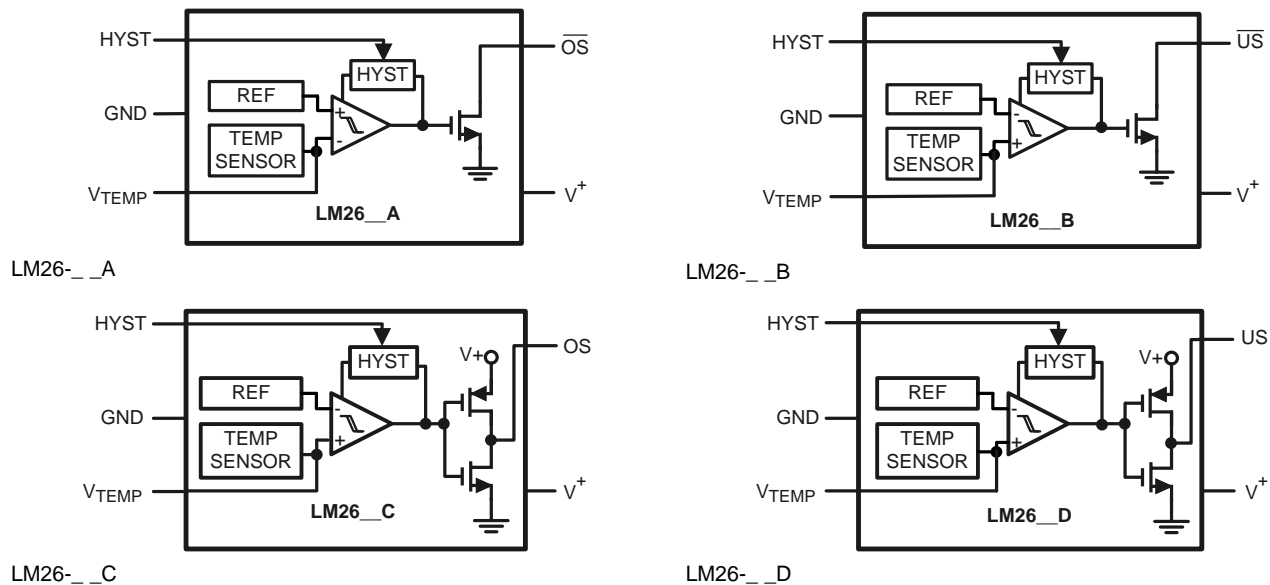 HYST
OS
HYST
REF
+
GND
TEMP
SENSOR
-
VTEMP
V+
LM26__A
LM26-_ _A
HYST
US
HYST
REF
-
GND
TEMP
SENSOR
+
VTEMP
V+
LM26__B
LM26-_ _B
HYST
OS
V+
HYST
REF
-
GND
TEMP
SENSOR
+
VTEMP
V+
LM26__C
LM26-_ _C
HYST
US
V+
HYST
REF
-
GND
TEMP
SENSOR
+
VTEMP
V+
LM26__D
LM26-_ _D